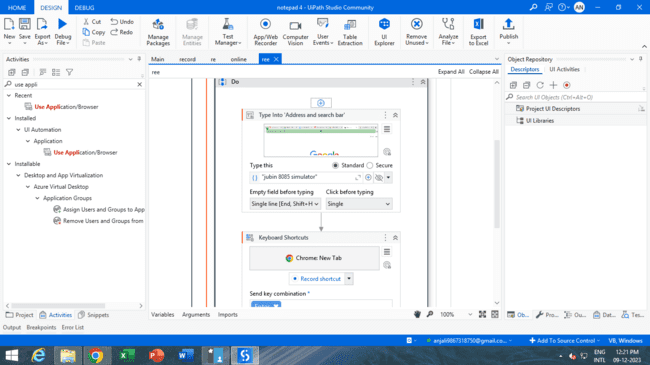 notepad 4 - UiPath Studio Community
HOME DESIGN DEBUG
AN
New Save Export As Debug File
Cut Copy Paste
Undo Redo
Manage Packages
Manage Entities
Test Manager
App/Web Recorder
Computer Vision
User Events
Table Extraction
UI Explorer
Remove Unused
Analyze File
Export to Excel
Publish
Activities
use appli
Recent
Use Application/Browser
Installed
UI Automation
Application
Use Application/Browser
Installable
Desktop and App Virtualization
Azure Virtual Desktop
Application Groups
Assign Users and Groups to App
Remove Users and Groups from
Main record re online ree
ree
Expand All Collapse All
Do
Type Into 'Address and search bar'
Google
Type this
Standard Secure
"jubin 8085 simulator"
Empty field before typing
Click before typing
Single line [End, Shift+H
Single
Keyboard Shortcuts
Chrome: New Tab
Record shortcut
Send key combination *
Object Repository
Descriptors UI Activities
Search UI Objects (Ctrl+Alt+O)
Project UI Descriptors
UI Libraries
Project Activities Snippets
Variables Arguments Imports
100%
Ob... Pro... Ou... Dat... Tes...
Output Breakpoints Error List
anjali9867318750@gmail.co...
Add To Source Control
VB, Windows
ENG
INTL
12:21 PM
09-12-2023